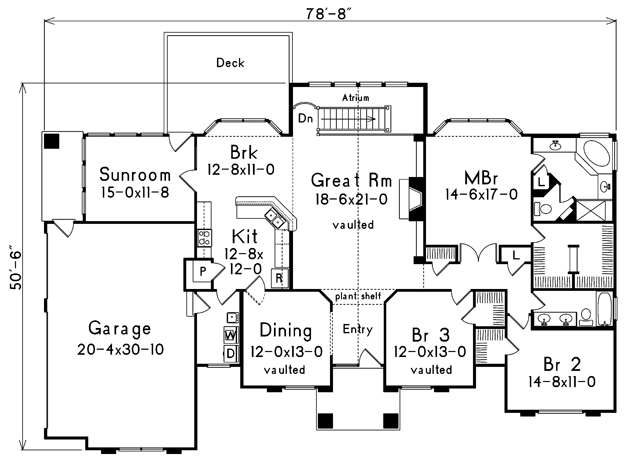 78'-8"
Deck
Atrium
Dn
Brk
12-8x11-0
Sunroom
15-0x11-8
Great Rm
18-6x21-0
vaulted
MBr
14-6x17-0
L
50'-6"
Kit
12-8x
12-0
P
R
L
plant shelf
Garage
20-4x30-10
W
D
Dining
12-0x13-0
vaulted
Entry
Br 3
12-0x13-0
vaulted
Br 2
14-8x11-0